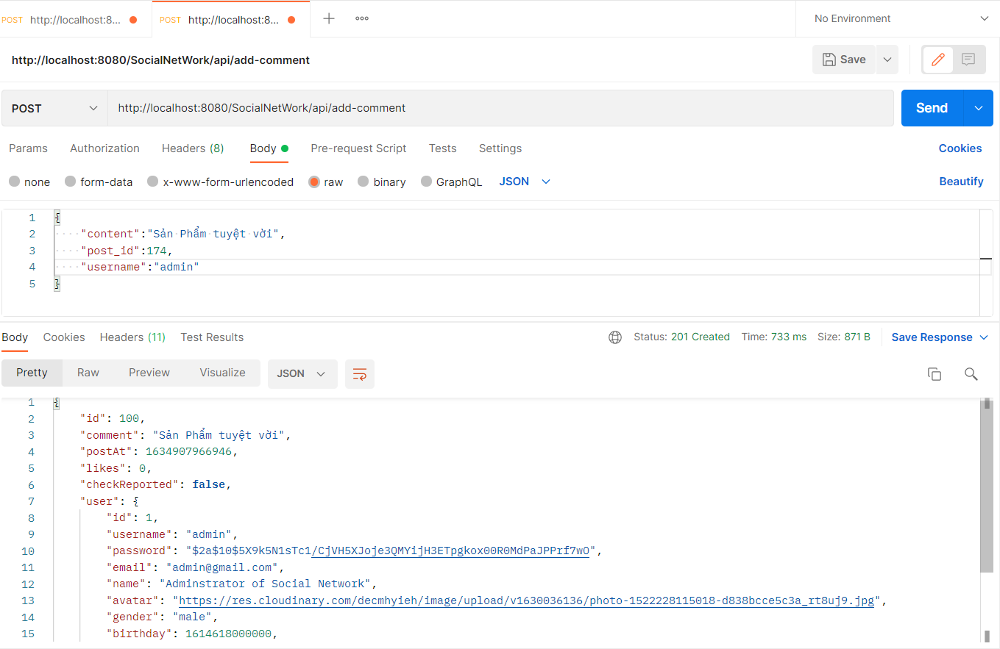 POST http://localhost:8... POST http://localhost:8... No Environment
http://localhost:8080/SocialNetWork/api/add-comment Save
POST http://localhost:8080/SocialNetWork/api/add-comment Send
Params Authorization Headers (8) Body Pre-request Script Tests Settings Cookies
none form-data x-www-form-urlencoded raw binary GraphQL JSON Beautify
1 {
2 "content":"Sản Phẩm tuyệt vời",
3 "post_id":174,
4 "username":"admin"
5 }
Body Cookies Headers (11) Test Results Status: 201 Created Time: 733 ms Size: 871 B Save Response
Pretty Raw Preview Visualize JSON
1 {
2 "id": 100,
3 "comment": "Sản Phẩm tuyệt vời",
4 "postAt": 1634907966946,
5 "likes": 0,
6 "checkReported": false,
7 "user": {
8 "id": 1,
9 "username": "admin",
10 "password": "$2a$10$5X9k5N1sTc1/CjVH5XJoje3QMYijH3ETpgkox00R0MdPaJPPrf7wO",
11 "email": "admin@gmail.com",
12 "name": "Adminstrator of Social Network",
13 "avatar": "https://res.cloudinary.com/decmhyieh/image/upload/v1630036136/photo-1522228115018-d838bcce5c3a_rt8uj9.jpg",
14 "gender": "male",
15 "birthday": 1614618000000,